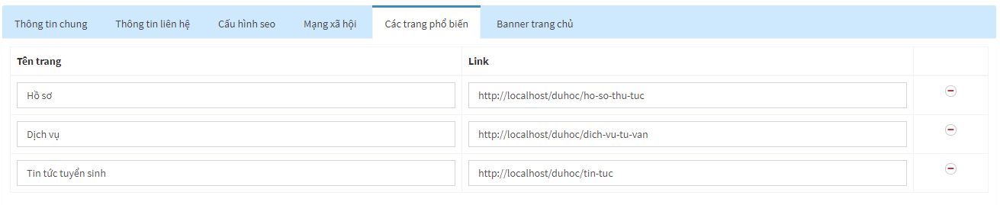 Thông tin chung Thông tin liên hệ Cấu hình seo Mạng xã hội Các trang phổ biến Banner trang chủ
Tên trang Link
Hồ sơ http://localhost/duhoc/ho-so-thu-tuc
Dịch vụ http://localhost/duhoc/dich-vu-tu-van
Tin tức tuyển sinh http://localhost/duhoc/tin-tuc